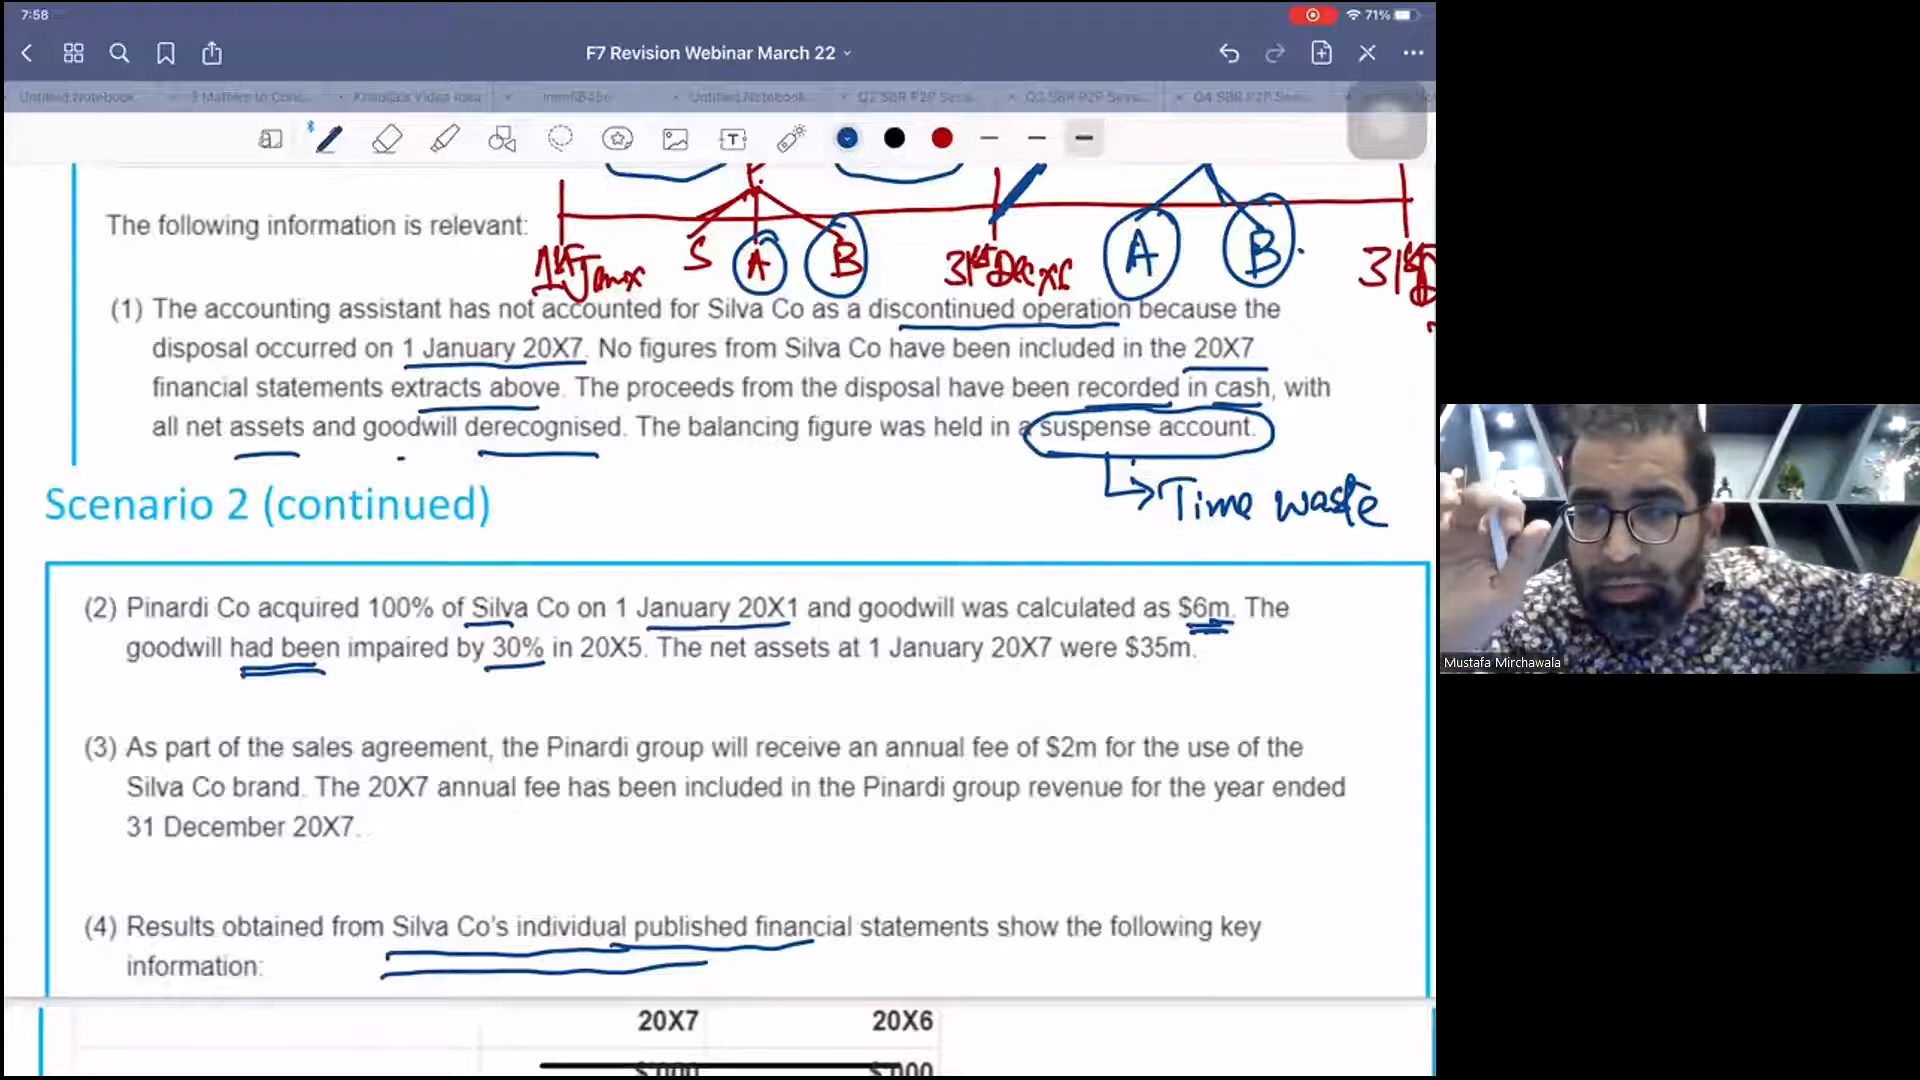 7:58
71%
F7 Revision Webinar March 22
Untitled Notebook
Untitled Notebook
The following information is relevant:
S A B A B
31st Dec
(1) The accounting assistant has not accounted for Silva Co as a discontinued operation because the
disposal occurred on 1 January 20X7. No figures from Silva Co have been included in the 20X7
financial statements extracts above. The proceeds from the disposal have been recorded in cash, with
all net assets and goodwill derecognised. The balancing figure was held in a suspense account.
Time waste
Scenario 2 (continued)
(2) Pinardi Co acquired 100% of Silva Co on 1 January 20X1 and goodwill was calculated as $6m. The
goodwill had been impaired by 30% in 20X5. The net assets at 1 January 20X7 were $35m.
(3) As part of the sales agreement, the Pinardi group will receive an annual fee of $2m for the use of the
Silva Co brand. The 20X7 annual fee has been included in the Pinardi group revenue for the year ended
31 December 20X7.
(4) Results obtained from Silva Co's individual published financial statements show the following key
information:
20X7 20X6
Mustafa Mirchawala